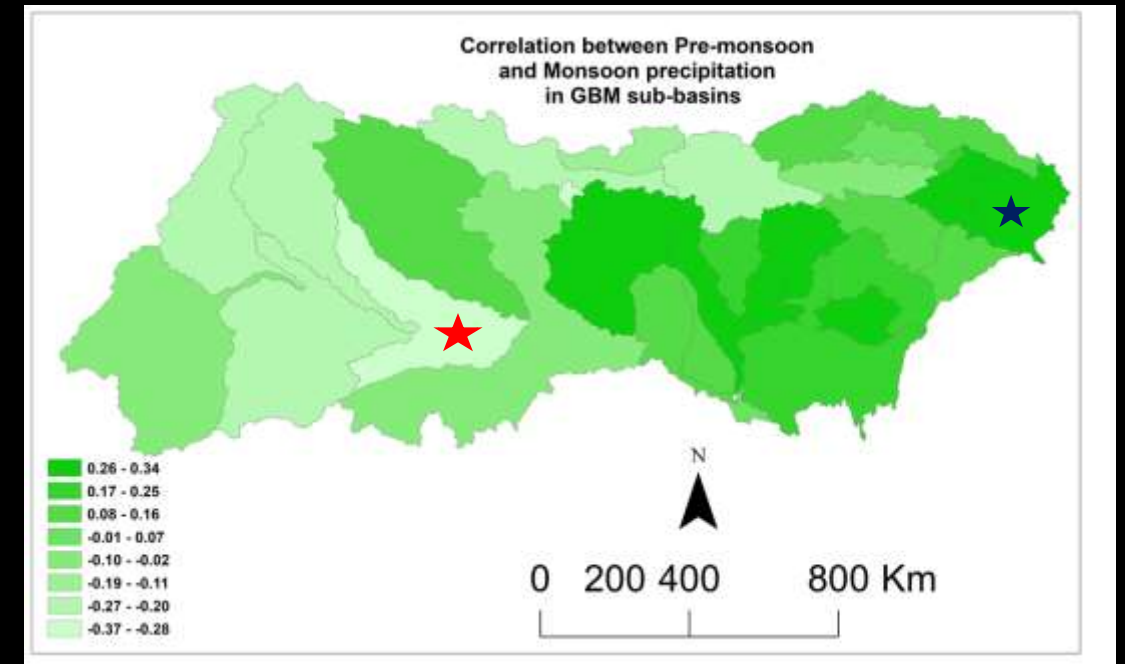 Correlation between Pre-monsoon
and Monsoon precipitation
in GBM sub-basins
0.26 - 0.34
0.17 - 0.25
0.08 - 0.16
-0.01 - 0.07
-0.10 - -0.02
-0.19 - -0.11
-0.27 - -0.20
-0.37 - -0.28
N
0 200 400 800 Km